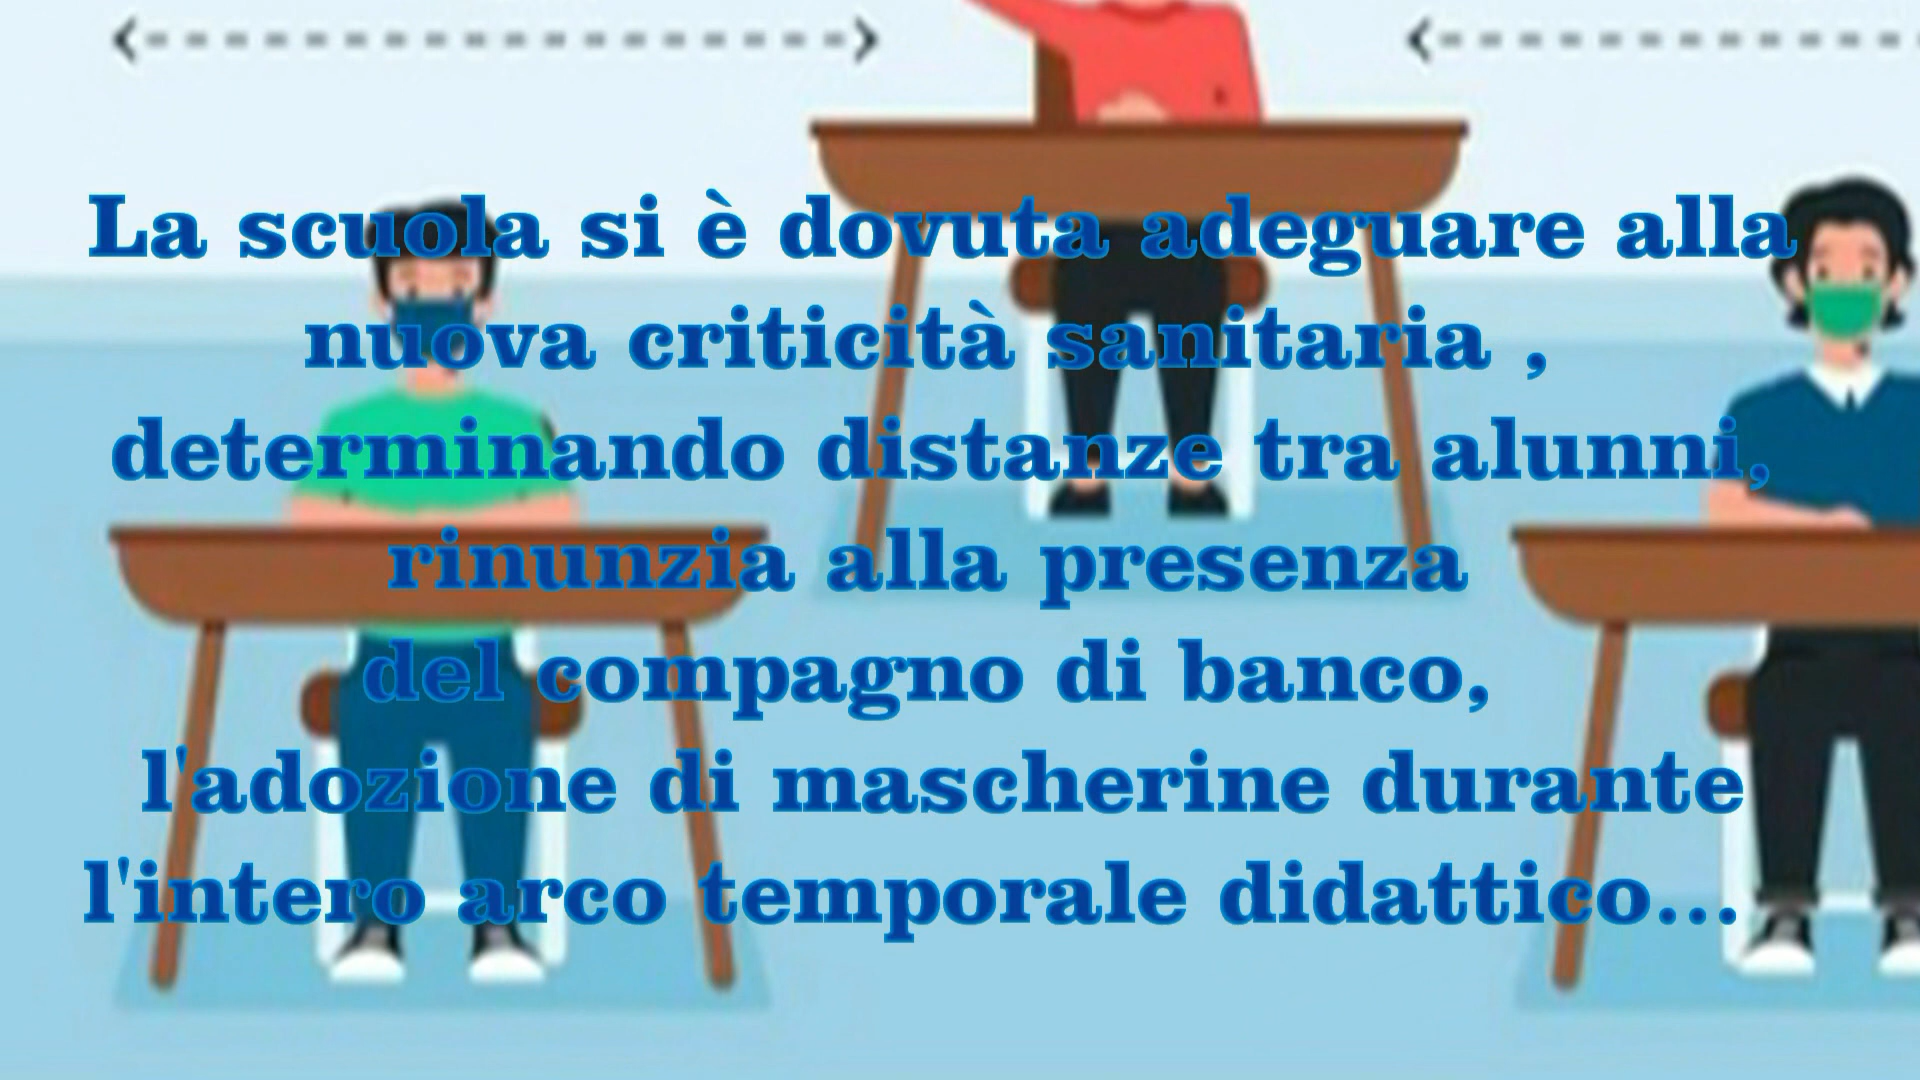 La scuola si è dovuta adeguare alla
nuova criticità sanitaria ,
determinando distanze tra alunni,
rinunzia alla presenza
del compagno di banco,
l'adozione di mascherine durante
l'intero arco temporale didattico...